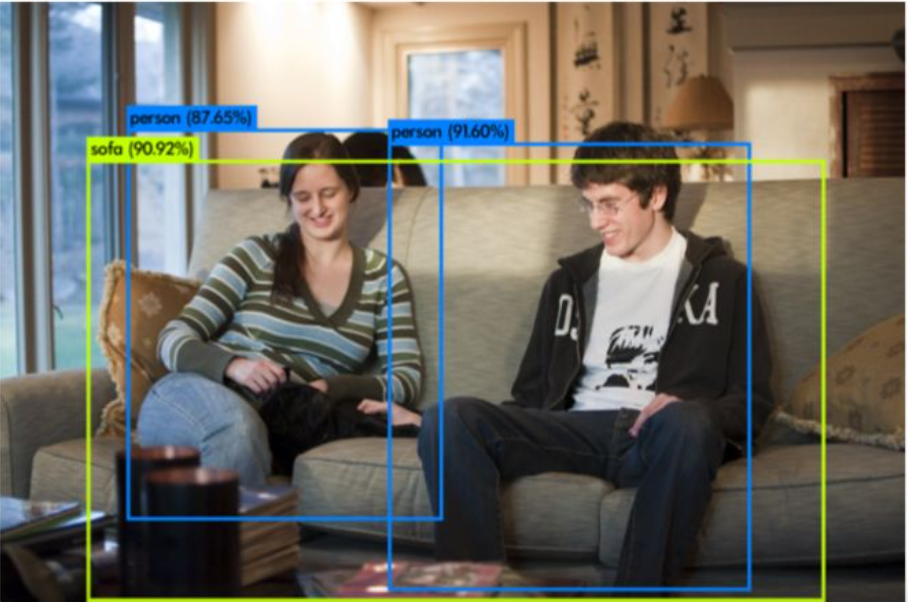 person (87.65%)
person (91.60%)
sofa (90.92%)